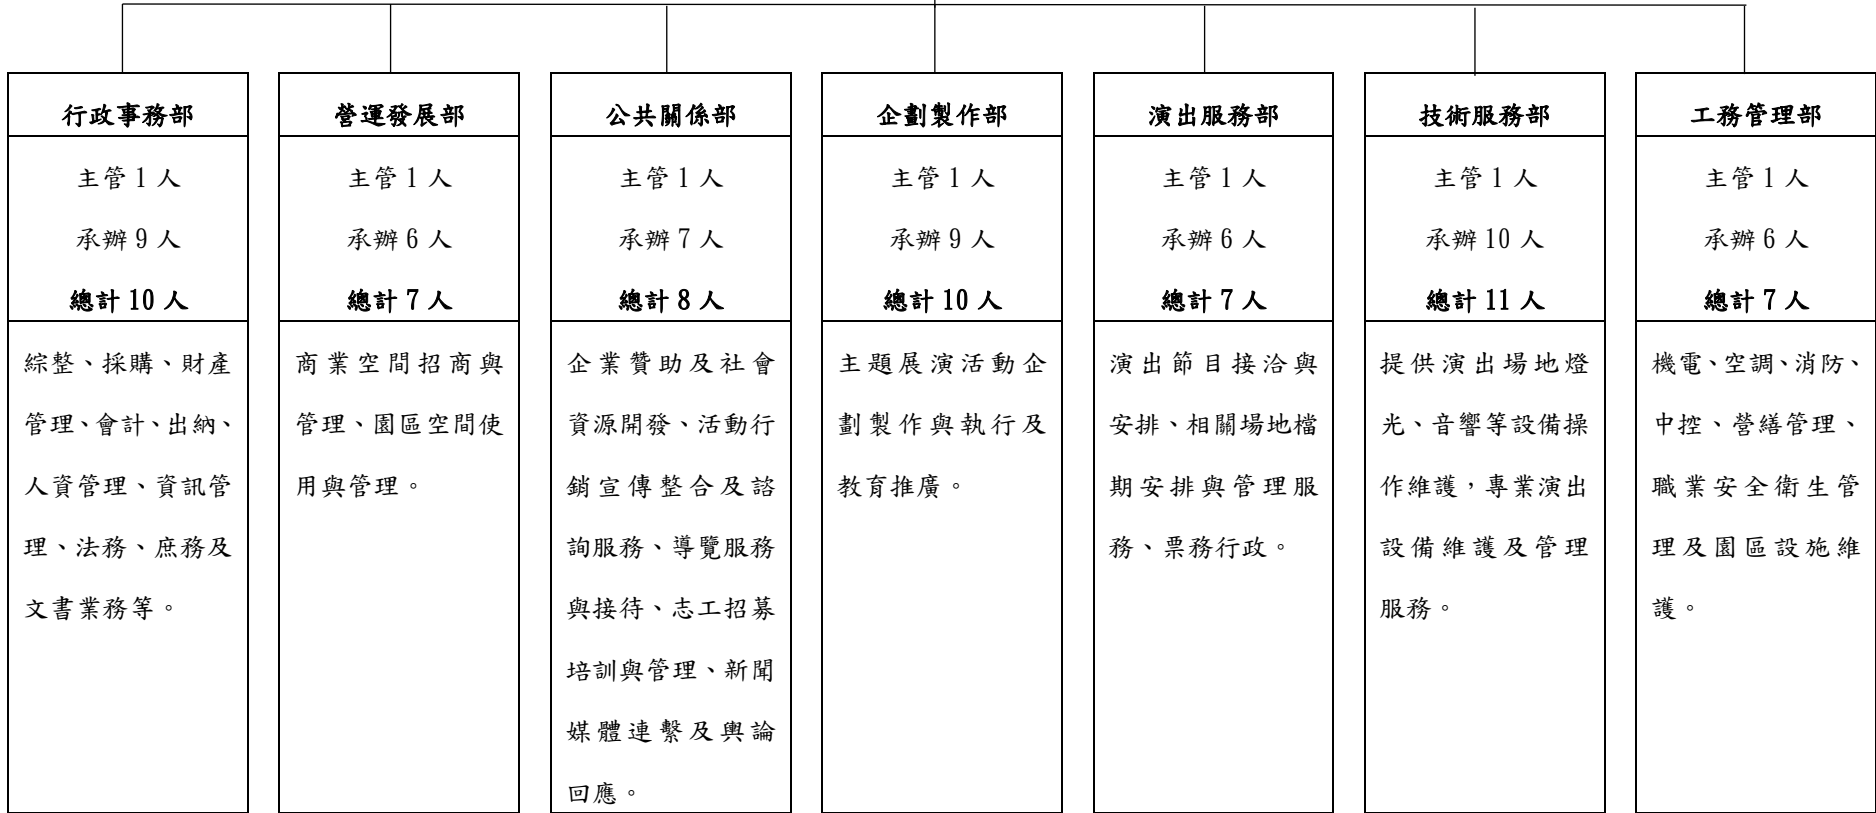 行政事務部
主管 1 人
承辦 9 人
總計 10 人
綜整、採購、財產
管理、會計、出納、
人資管理、資訊管
理、法務、庶務及
文書業務等。
營運發展部
主管 1 人
承辦 6 人
總計 7 人
商業空間招商與
管理、園區空間使
用與管理。
公共關係部
主管 1 人
承辦 7 人
總計 8 人
企業贊助及社會
資源開發、活動行
銷宣傳整合及諮
詢服務、導覽服務
與接待、志工招募
培訓與管理、新聞
媒體連繫及輿論
回應。
企劃製作部
主管 1 人
承辦 9 人
總計 10 人
主題展演活動企
劃製作與執行及
教育推廣。
演出服務部
主管 1 人
承辦 6 人
總計 7 人
演出節目接洽與
安排、相關場地檔
期安排與管理服
務、票務行政。
技術服務部
主管 1 人
承辦 10 人
總計 11 人
提供演出場地燈
光、音響等設備操
作維護，專業演出
設備維護及管理
服務。
工務管理部
主管 1 人
承辦 6 人
總計 7 人
機電、空調、消防、
中控、營繕管理、
職業安全衛生管
理及園區設施維
護。